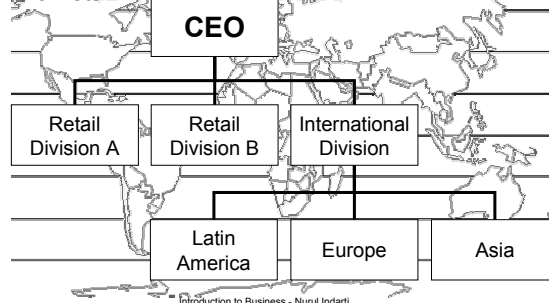 CEO
Retail
Division A
Retail
Division B
International
Division
Latin
America
Europe
Asia
Introduction to Business - Nurul Indarti